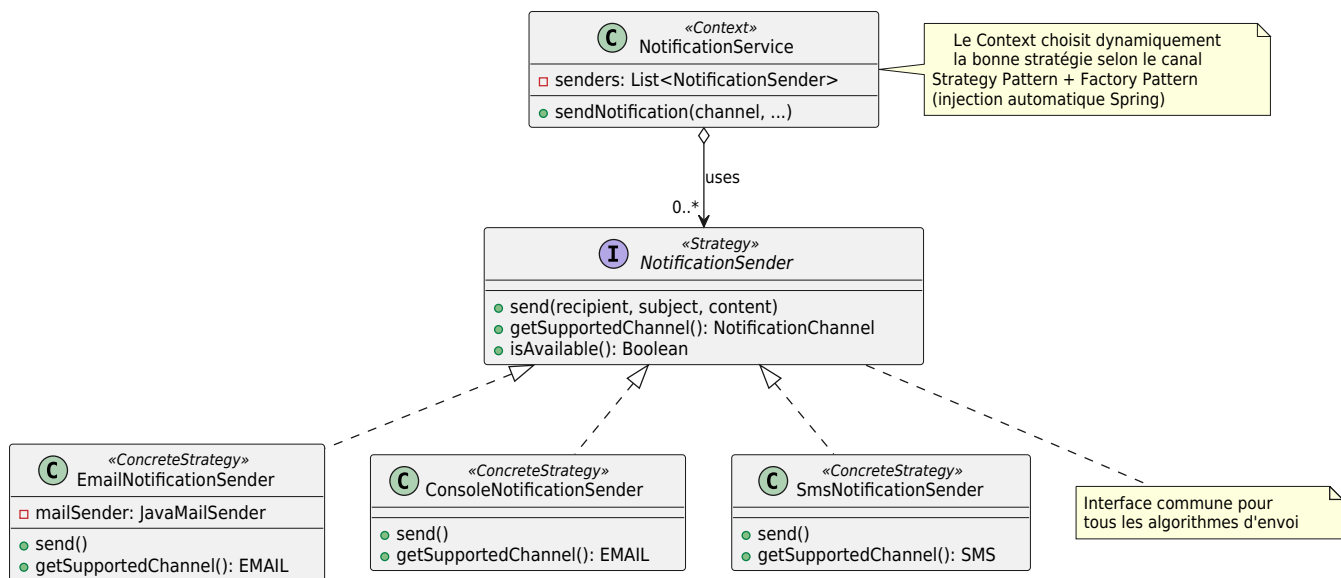 «Context»
C
NotificationService
senders: List<NotificationSender>
sendNotification(channel, ...)
Le Context choisit dynamiquement
la bonne stratégie selon le canal
Strategy Pattern + Factory Pattern
(injection automatique Spring)
uses
0..*
«Strategy»
I
NotificationSender
send(recipient, subject, content)
getSupportedChannel(): NotificationChannel
isAvailable(): Boolean
«ConcreteStrategy»
C
EmailNotificationSender
mailSender: JavaMailSender
send()
getSupportedChannel(): EMAIL
«ConcreteStrategy»
C
ConsoleNotificationSender
send()
getSupportedChannel(): EMAIL
«ConcreteStrategy»
C
SmsNotificationSender
send()
getSupportedChannel(): SMS
Interface commune pour
tous les algorithmes d'envoi